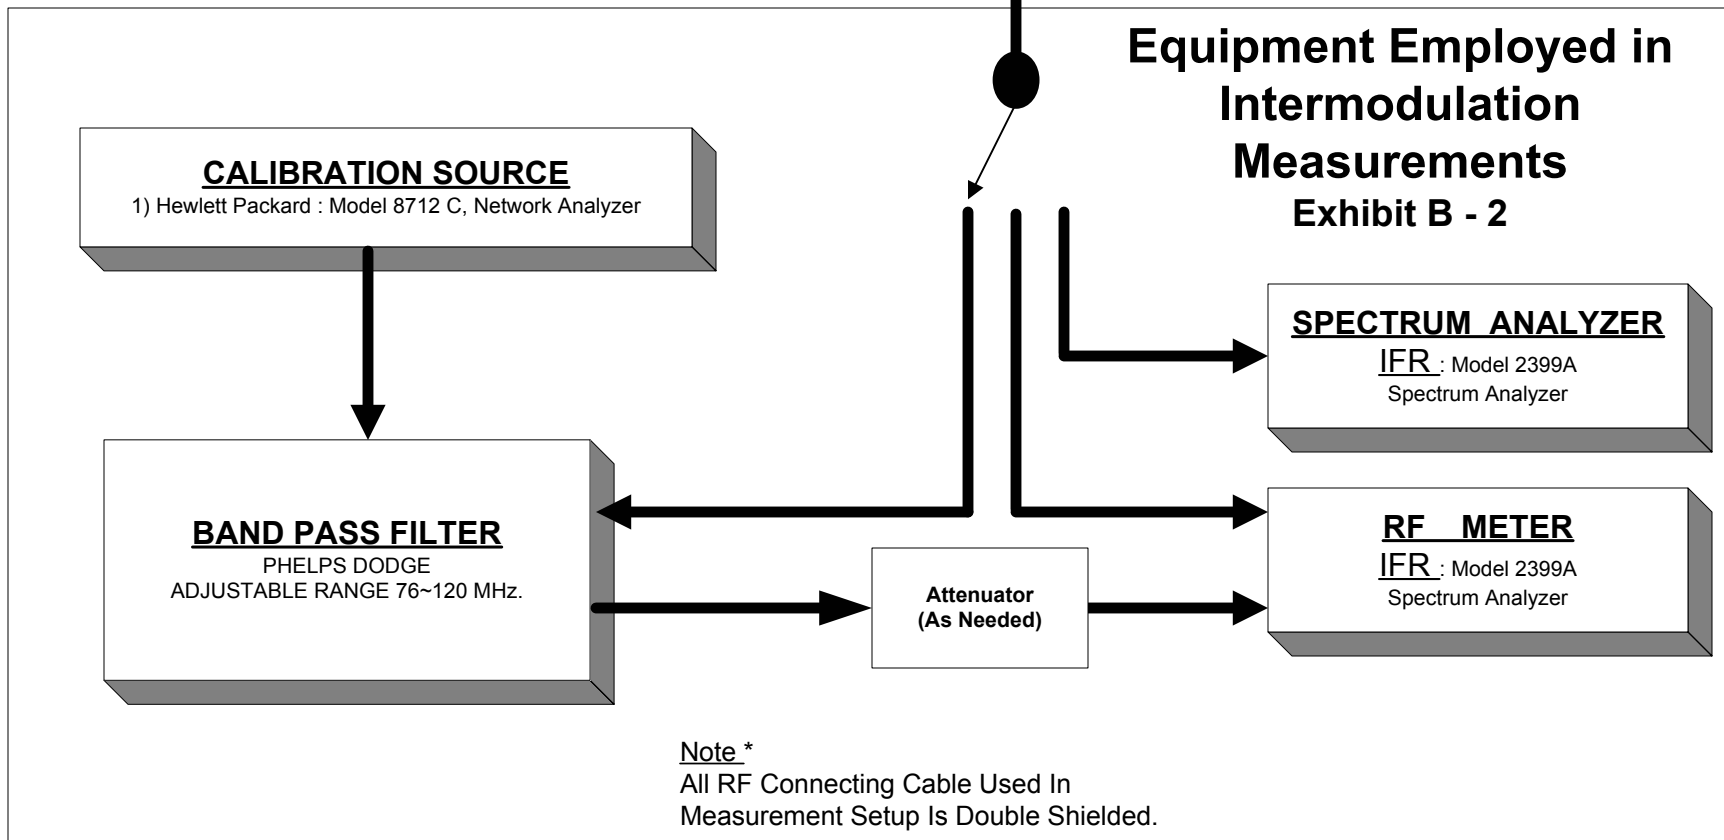 Equipment Employed in
Intermodulation
Measurements
Exhibit B - 2
CALIBRATION SOURCE
1) Hewlett Packard : Model 8712 C, Network Analyzer
SPECTRUM ANALYZER
IFR : Model 2399A
Spectrum Analyzer
BAND PASS FILTER
PHELPS DODGE
ADJUSTABLE RANGE 76~120 MHz.
Attenuator
(As Needed)
RF METER
IFR : Model 2399A
Spectrum Analyzer
Note *
All RF Connecting Cable Used In
Measurement Setup Is Double Shielded.